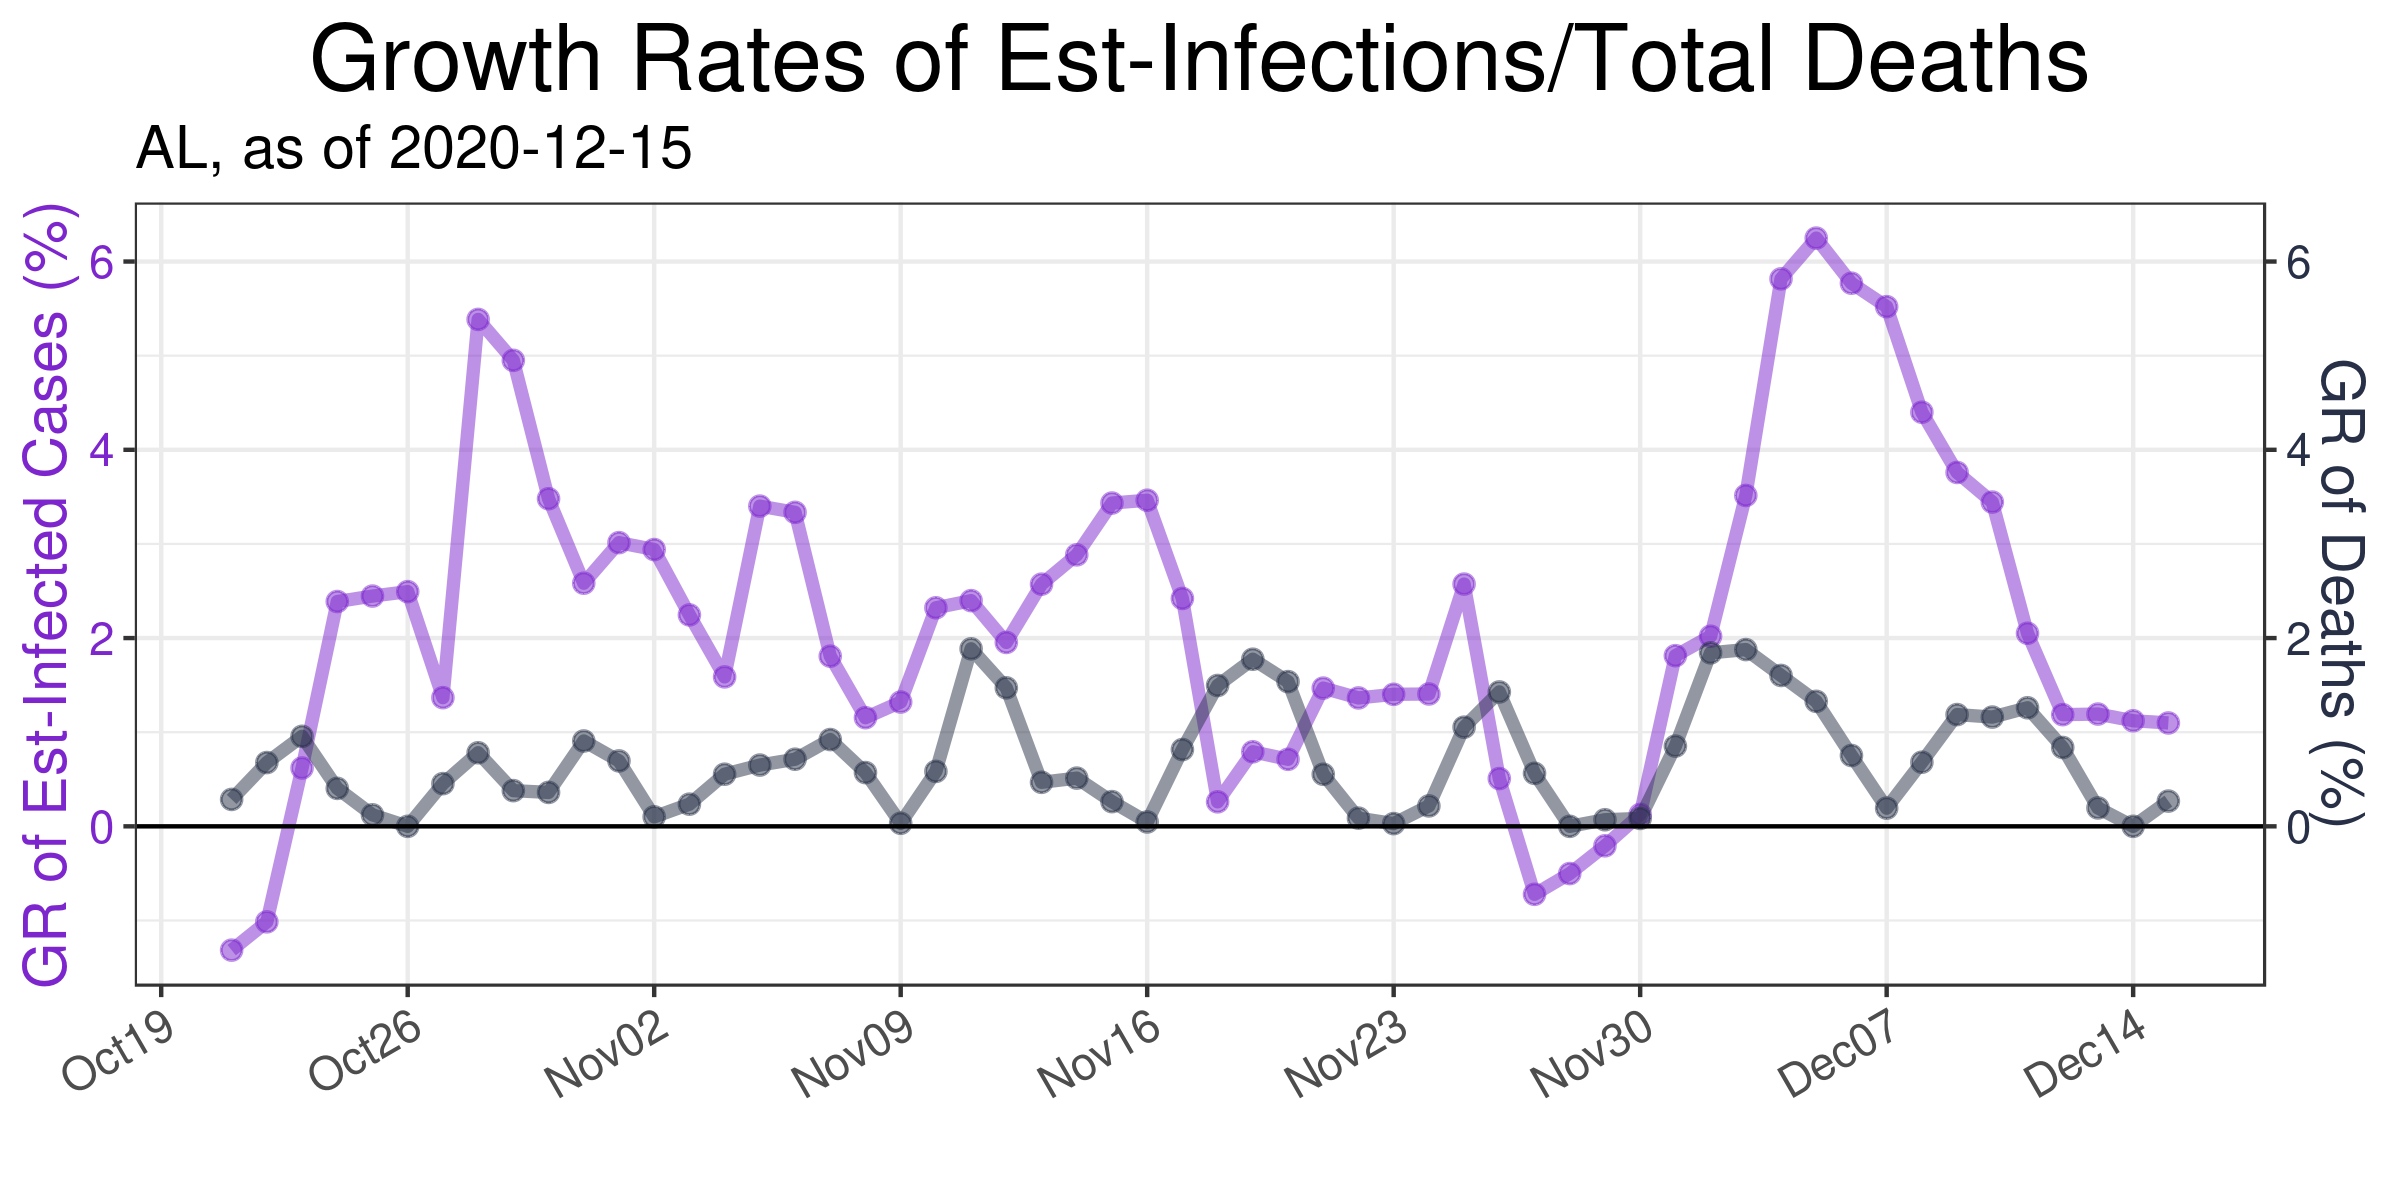 Growth Rates of Est-Infections/Total Deaths
AL, as of 2020-12-15
GR of Est-Infected Cases (%)
6
4
2
0
6
4
2
0
GR of Deaths (%)
Oct19
Oct26
Nov02
Nov09
Nov16
Nov23
Nov30
Dec07
Dec14